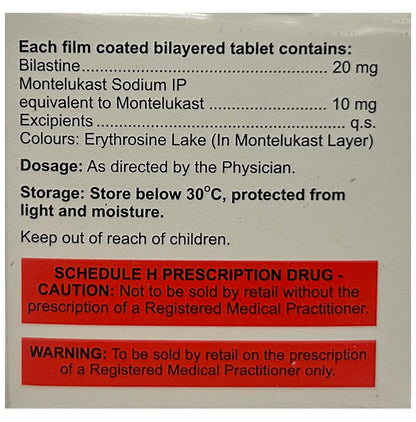 Each film coated bilayered tablet contains:
Bilastine............................................... 20 mg
Montelukast Sodium IP
equivalent to Montelukast ...................... 10 mg
Excipients ................................................ q.s.
Colours: Erythrosine Lake (In Montelukast Layer)
Dosage: As directed by the Physician.
Storage: Store below 30°C, protected from
light and moisture.
Keep out of reach of children.
SCHEDULE H PRESCRIPTION DRUG -
CAUTION: Not to be sold by retail without the
prescription of a Registered Medical Practitioner.
WARNING: To be sold by retail on the prescription
of a Registered Medical Practitioner only.